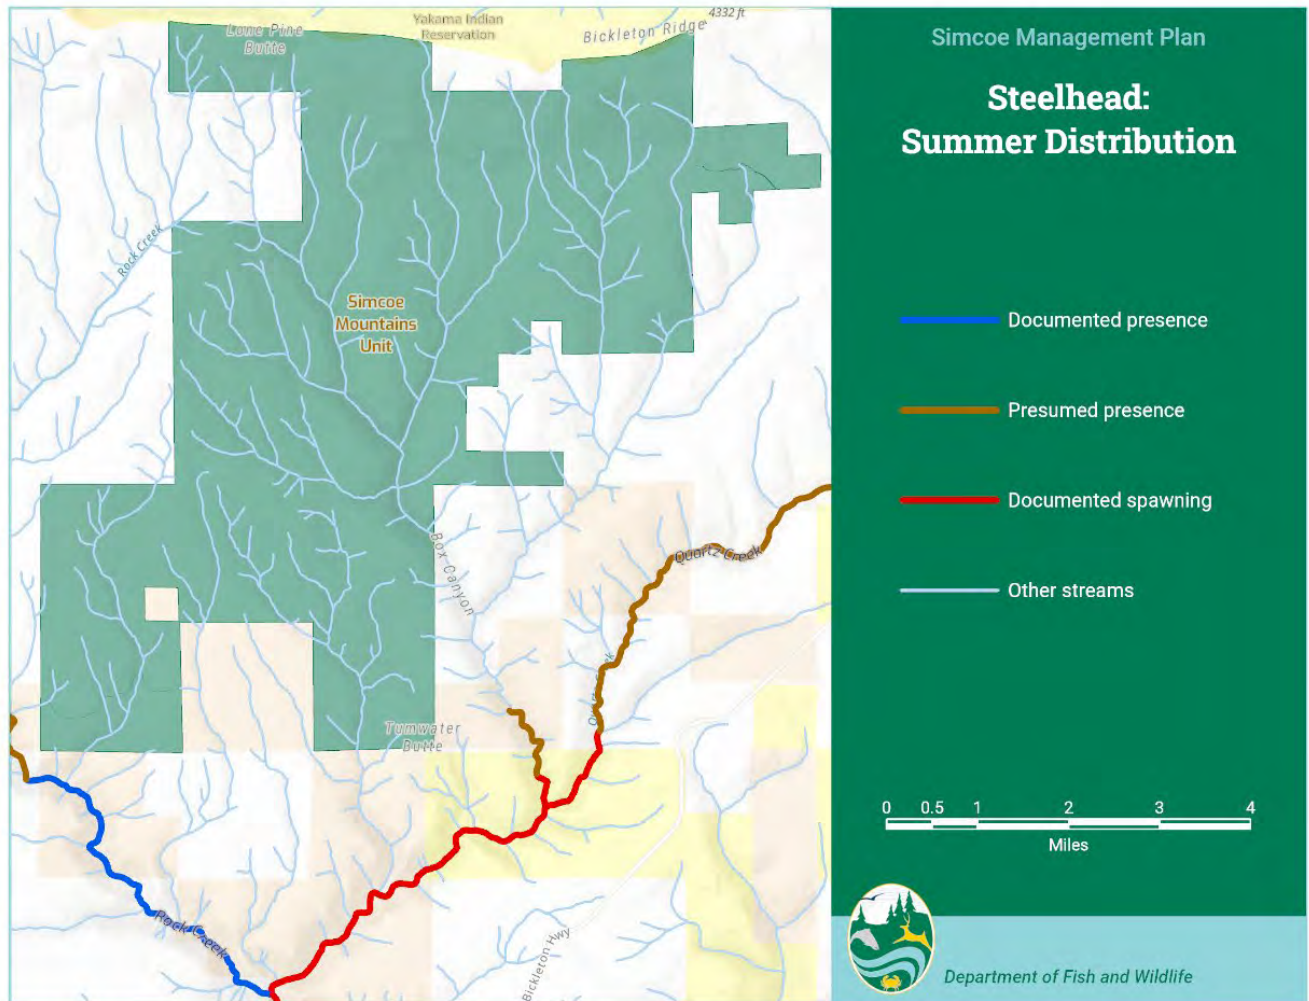 Lone Pine
Butte
Yakama Indian
Reservation
Bickleton Ridge
4332 ft
Rock Creek
Simcoe
Mountains
Unit
Box Canyon
Quartz Creek
Tumwater
Butte
Rock Creek
Bickleton Hwy
Simcoe Management Plan
Steelhead:
Summer Distribution
Documented presence
Presumed presence
Documented spawning
Other streams
0 0.5 1 2 3 4
Miles
Department of Fish and Wildlife